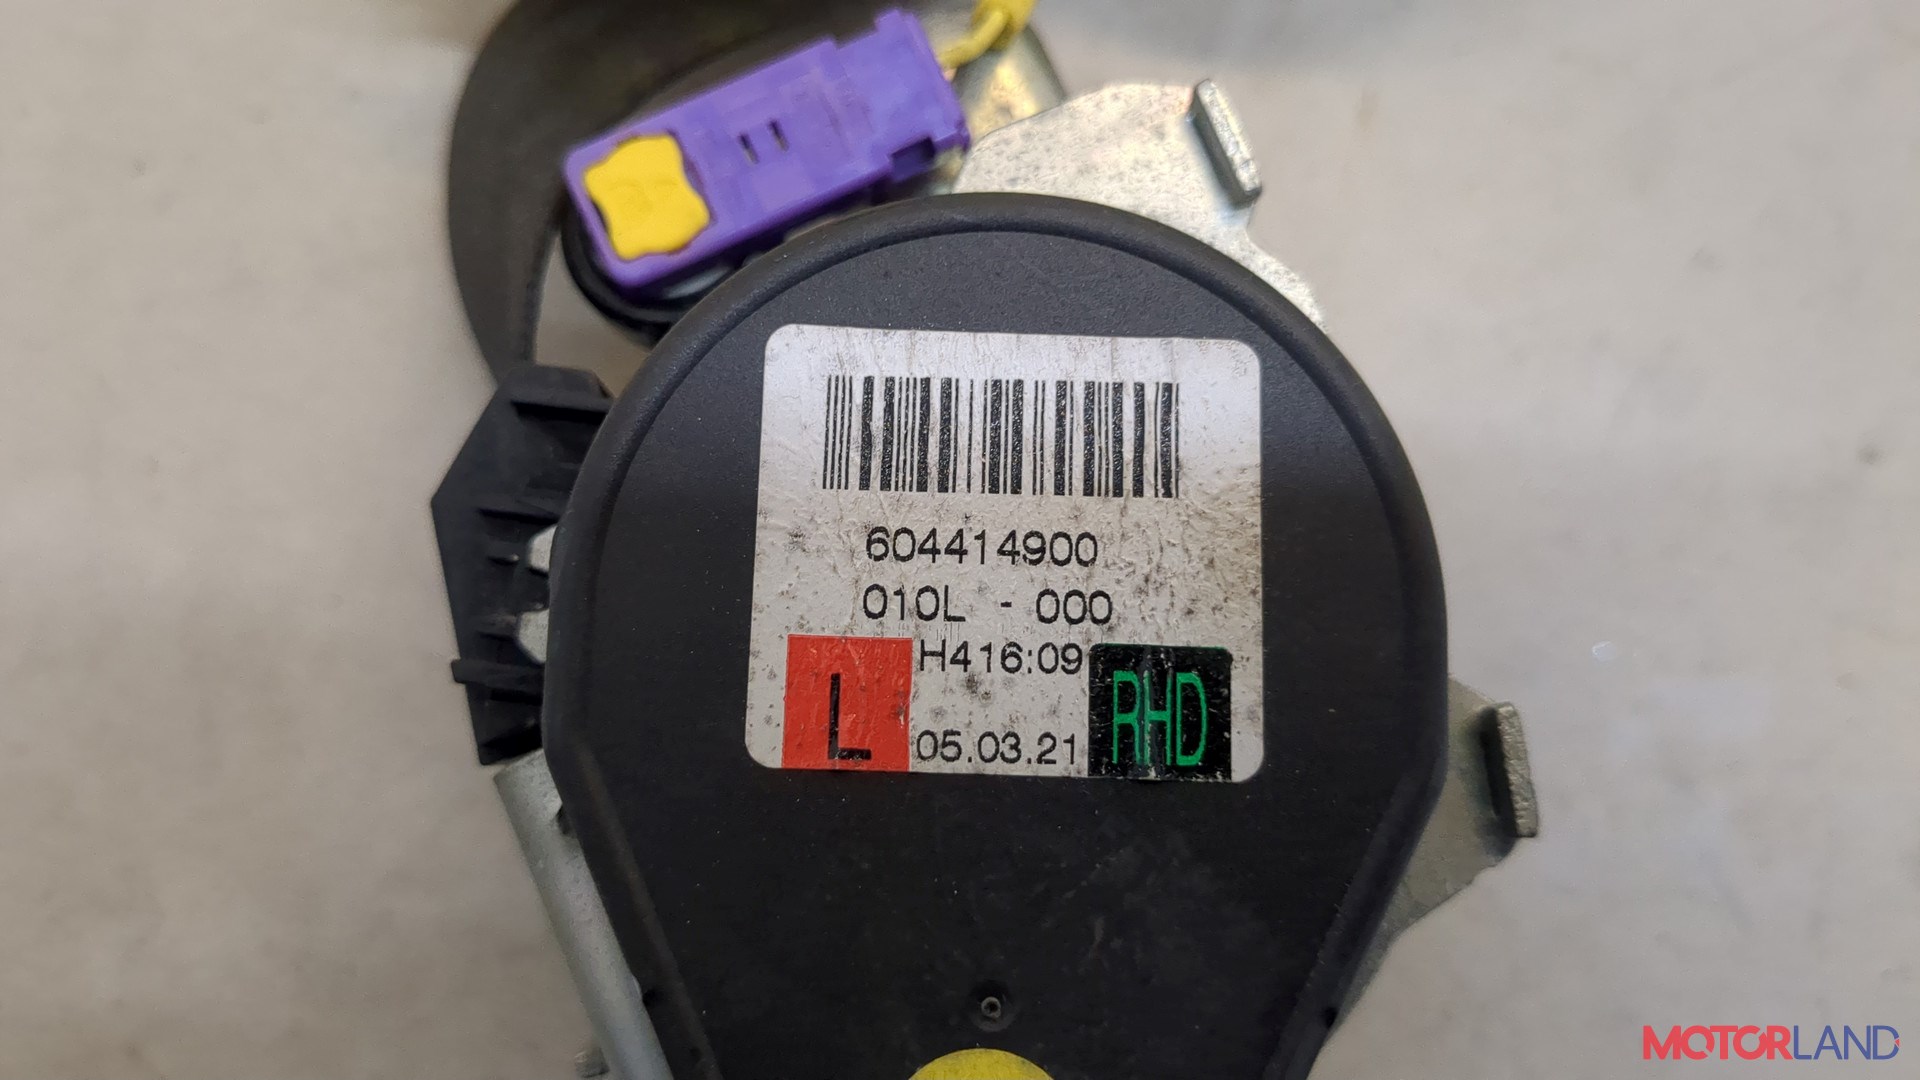 604414900
010L - 000
H416:09
L 05.03.21 RHD
MOTORLAND